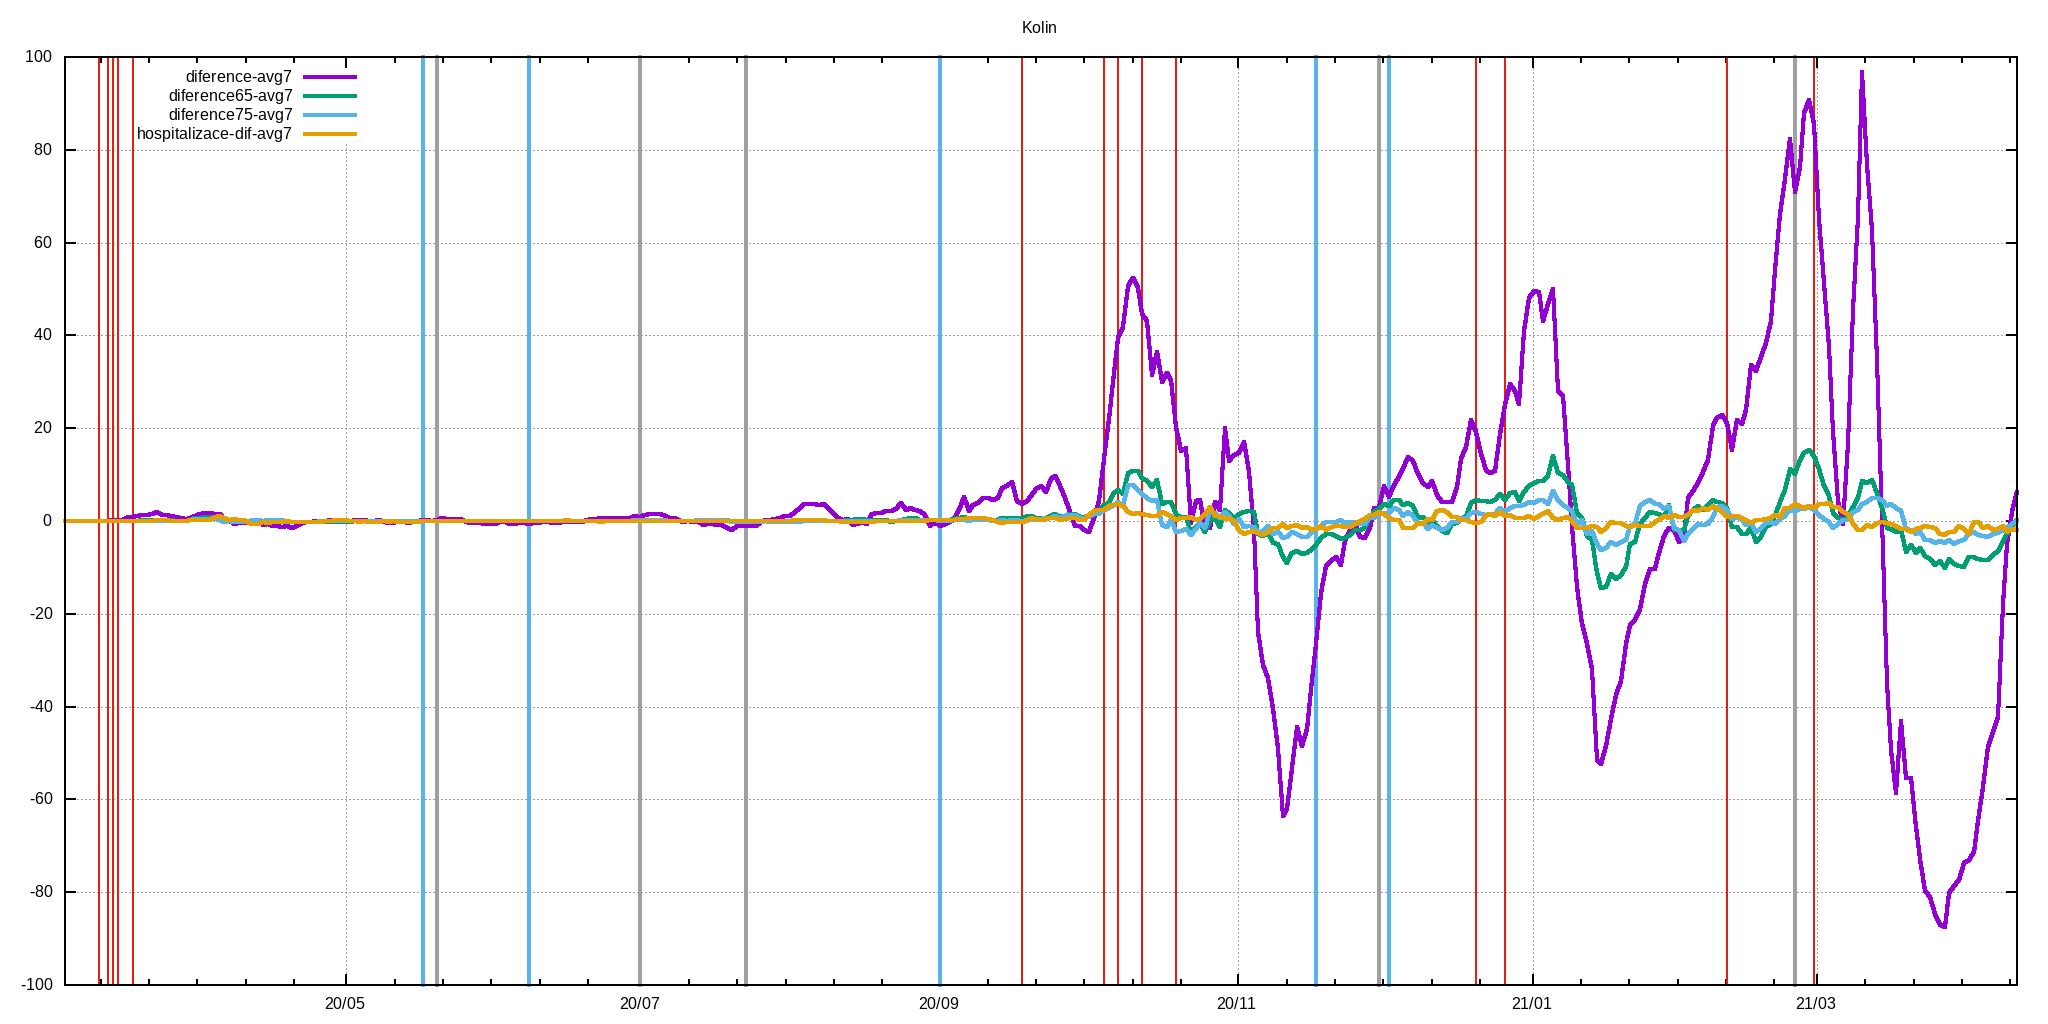 Kolin
diference-avg7
diference65-avg7
diference75-avg7
hospitalizace-dif-avg7
100
80
60
40
20
0
-20
-40
-60
-80
-100
20/05 20/07 20/09 20/11 21/01 21/03